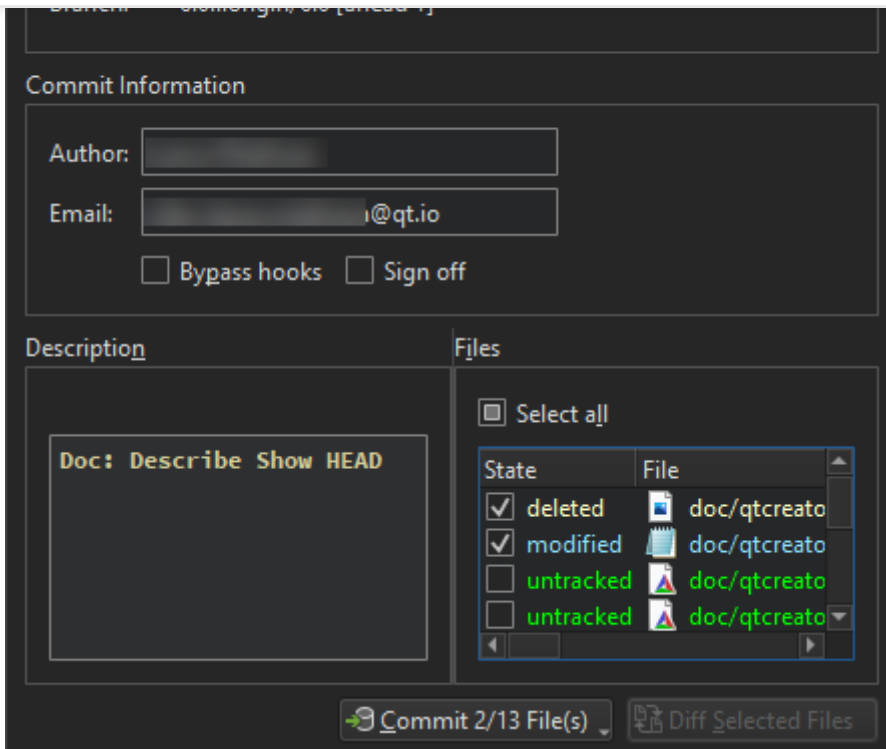 Commit Information
Author:
Email: @qt.io
Bypass hooks Sign off
Description Files
Select all
Doc: Describe Show HEAD
State File
deleted doc/qtcreato
modified doc/qtcreato
untracked doc/qtcreato
untracked doc/qtcreato
Commit 2/13 File(s) Diff Selected Files